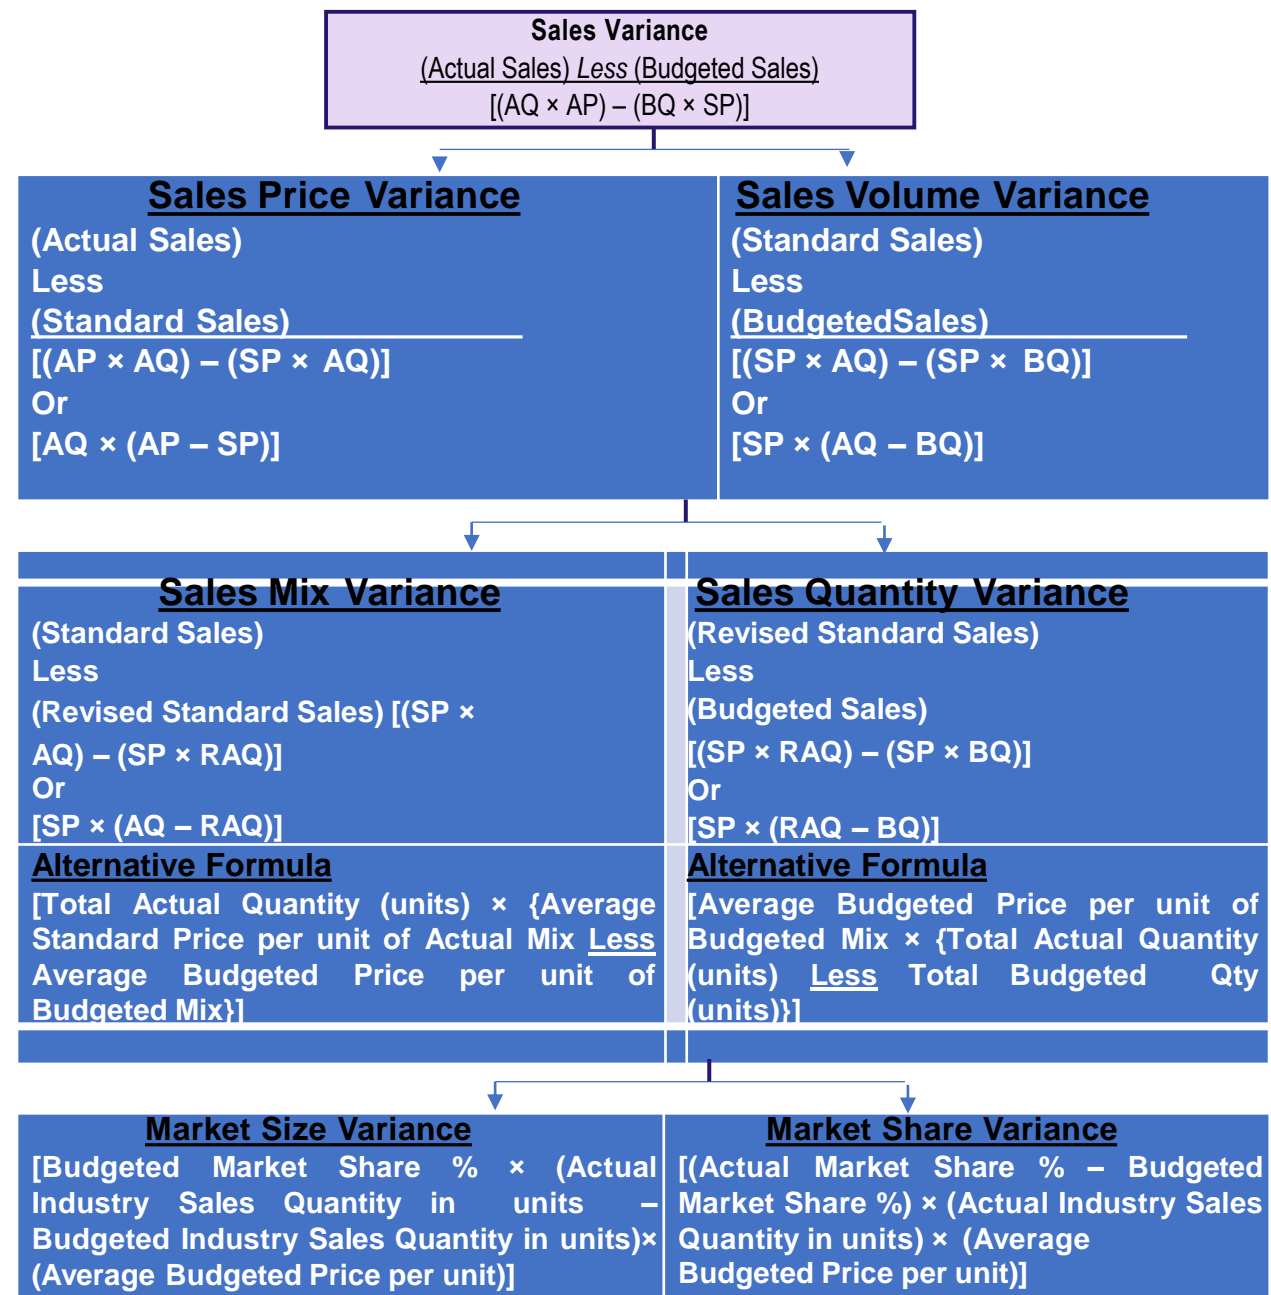 Sales Variance
(Actual Sales) Less (Budgeted Sales)
[(AQ × AP) – (BQ × SP)]
Sales Price Variance
(Actual Sales)
Less
(Standard Sales)
[(AP × AQ) – (SP × AQ)]
Or
[AQ × (AP – SP)]
Sales Volume Variance
(Standard Sales)
Less
(BudgetedSales)
[(SP × AQ) – (SP × BQ)]
Or
[SP × (AQ – BQ)]
Sales Mix Variance
(Standard Sales)
Less
(Revised Standard Sales) [(SP ×
AQ) – (SP × RAQ)]
Or
[SP × (AQ – RAQ)]
Alternative Formula
[Total Actual Quantity (units) × {Average
Standard Price per unit of Actual Mix Less
Average Budgeted Price per unit of
Budgeted Mix}]
Sales Quantity Variance
(Revised Standard Sales)
Less
(Budgeted Sales)
[(SP × RAQ) – (SP × BQ)]
Or
[SP × (RAQ – BQ)]
Alternative Formula
[Average Budgeted Price per unit of
Budgeted Mix × {Total Actual Quantity
(units) Less Total Budgeted Qty
(units)}]
Market Size Variance
[Budgeted Market Share % × (Actual
Industry Sales Quantity in units –
Budgeted Industry Sales Quantity in units)×
(Average Budgeted Price per unit)]
Market Share Variance
[(Actual Market Share % – Budgeted
Market Share %) × (Actual Industry Sales
Quantity in units) × (Average
Budgeted Price per unit)]